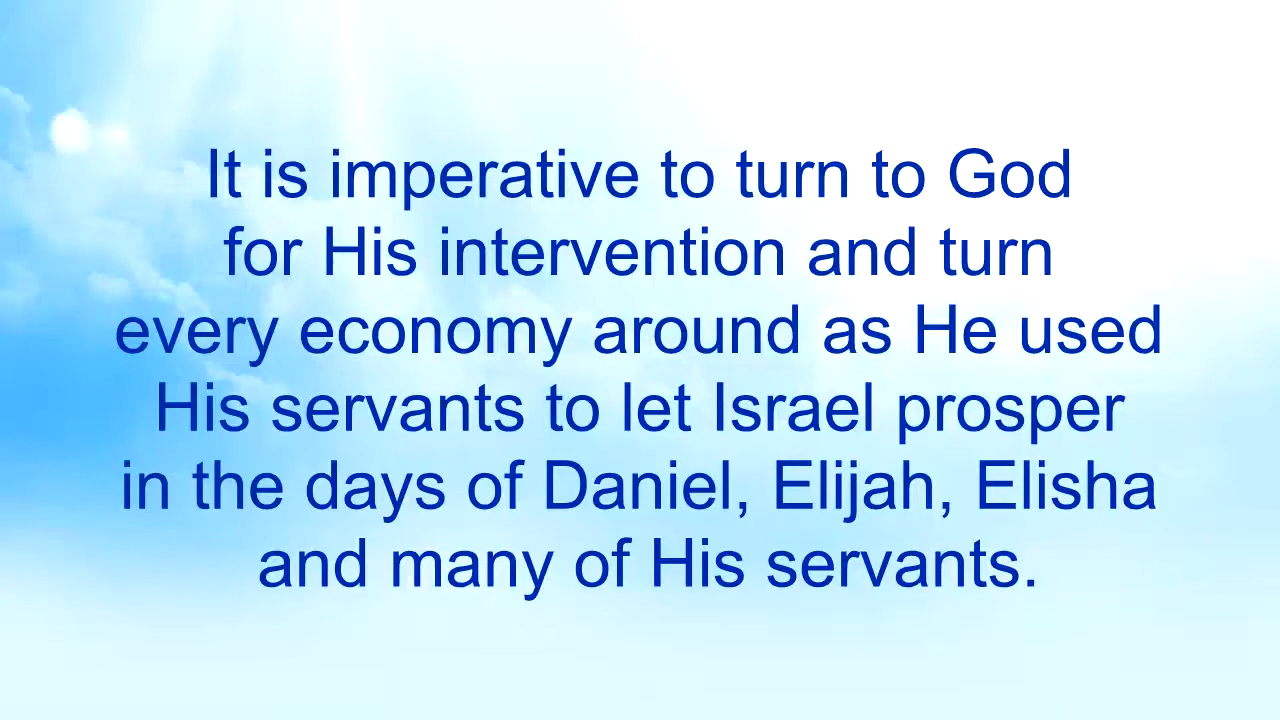 It is imperative to turn to God
for His intervention and turn
every economy around as He used
His servants to let Israel prosper
in the days of Daniel, Elijah, Elisha
and many of His servants.